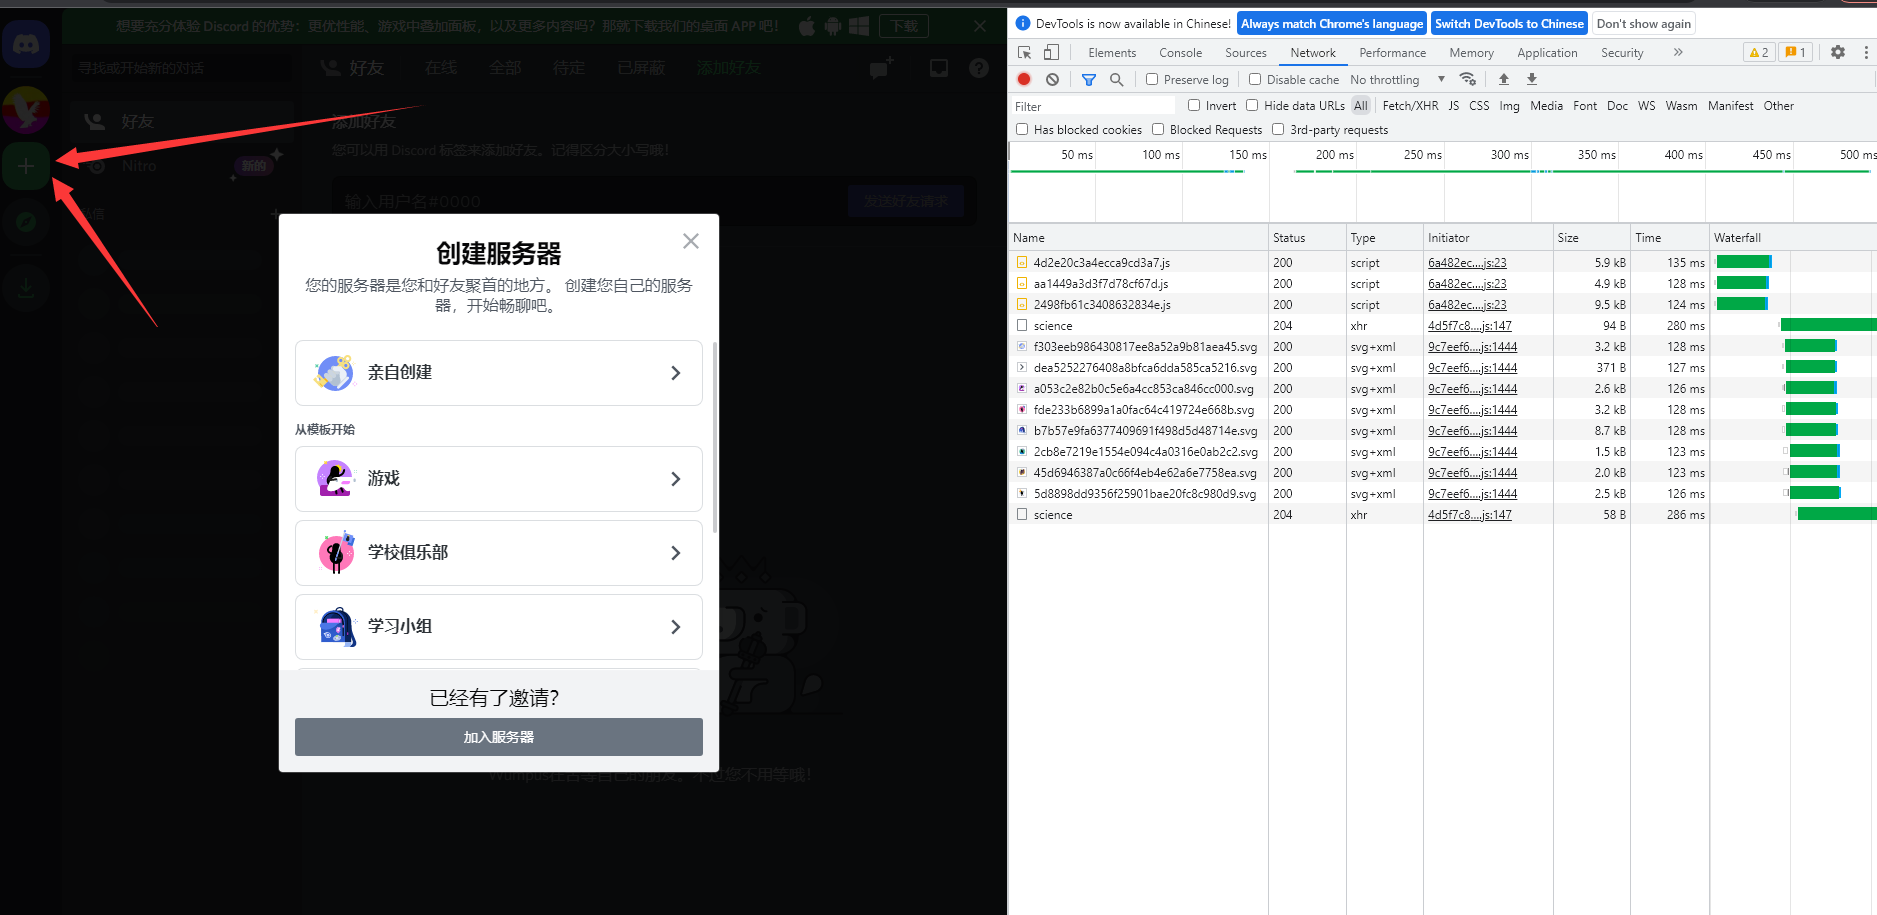 想要充分体验 Discord 的优势：更优性能、游戏中叠加面板，以及更多内容吗？那就下载我们的桌面 APP 吧！
下载
寻找或开始新的对话
好友
在线
全部
待定
已屏蔽
添加好友
好友
Nitro
新的
私信
添加好友
您可以用 Discord 标签来添加好友。记得区分大小写哦！
输入用户名#0000
发送好友请求
创建服务器
您的服务器是您和好友聚首的地方。 创建您自己的服务
器，开始畅聊吧。
亲自创建
从模板开始
游戏
学校俱乐部
学习小组
已经有了邀请？
加入服务器
Wumpus在苦等自己的朋友。不过您不用等哦！
DevTools is now available in Chinese! Always match Chrome's language Switch DevTools to Chinese Don't show again
Elements Console Sources Network Performance Memory Application Security » 2 1
Preserve log Disable cache No throttling
Filter Invert Hide data URLs All Fetch/XHR JS CSS Img Media Font Doc WS Wasm Manifest Other
Has blocked cookies Blocked Requests 3rd-party requests
50 ms 100 ms 150 ms 200 ms 250 ms 300 ms 350 ms 400 ms 450 ms 500 ms
Name Status Type Initiator Size Time Waterfall
4d2e20c3a4ecca9cd3a7.js 200 script 6a482ec....js:23 5.9 kB 135 ms
aa1449a3d3f7d78cf67d.js 200 script 6a482ec....js:23 4.9 kB 128 ms
2498fb61c3408632834e.js 200 script 6a482ec....js:23 9.5 kB 124 ms
science 204 xhr 4d5f7c8....js:147 94 B 280 ms
f303eeb986430817ee8a52a9b81aea45.svg 200 svg+xml 9c7eef6....js:1444 3.2 kB 128 ms
dea5252276408a8bfca6dda585ca5216.svg 200 svg+xml 9c7eef6....js:1444 371 B 127 ms
a053c2e82b0c5e6a4cc853ca846cc000.svg 200 svg+xml 9c7eef6....js:1444 2.6 kB 126 ms
fde233b6899a1a0fac64c419724e668b.svg 200 svg+xml 9c7eef6....js:1444 3.2 kB 128 ms
b7b57e9fa6377409691f498d5d48714e.svg 200 svg+xml 9c7eef6....js:1444 8.7 kB 128 ms
2cb8e7219e1554e094c4a0316e0ab2c2.svg 200 svg+xml 9c7eef6....js:1444 1.5 kB 123 ms
45d6946387a0c66f4eb4e62a6e7758ea.svg 200 svg+xml 9c7eef6....js:1444 2.0 kB 123 ms
5d8898dd9356f25901bae20fc8c980d9.svg 200 svg+xml 9c7eef6....js:1444 2.5 kB 126 ms
science 204 xhr 4d5f7c8....js:147 58 B 286 ms